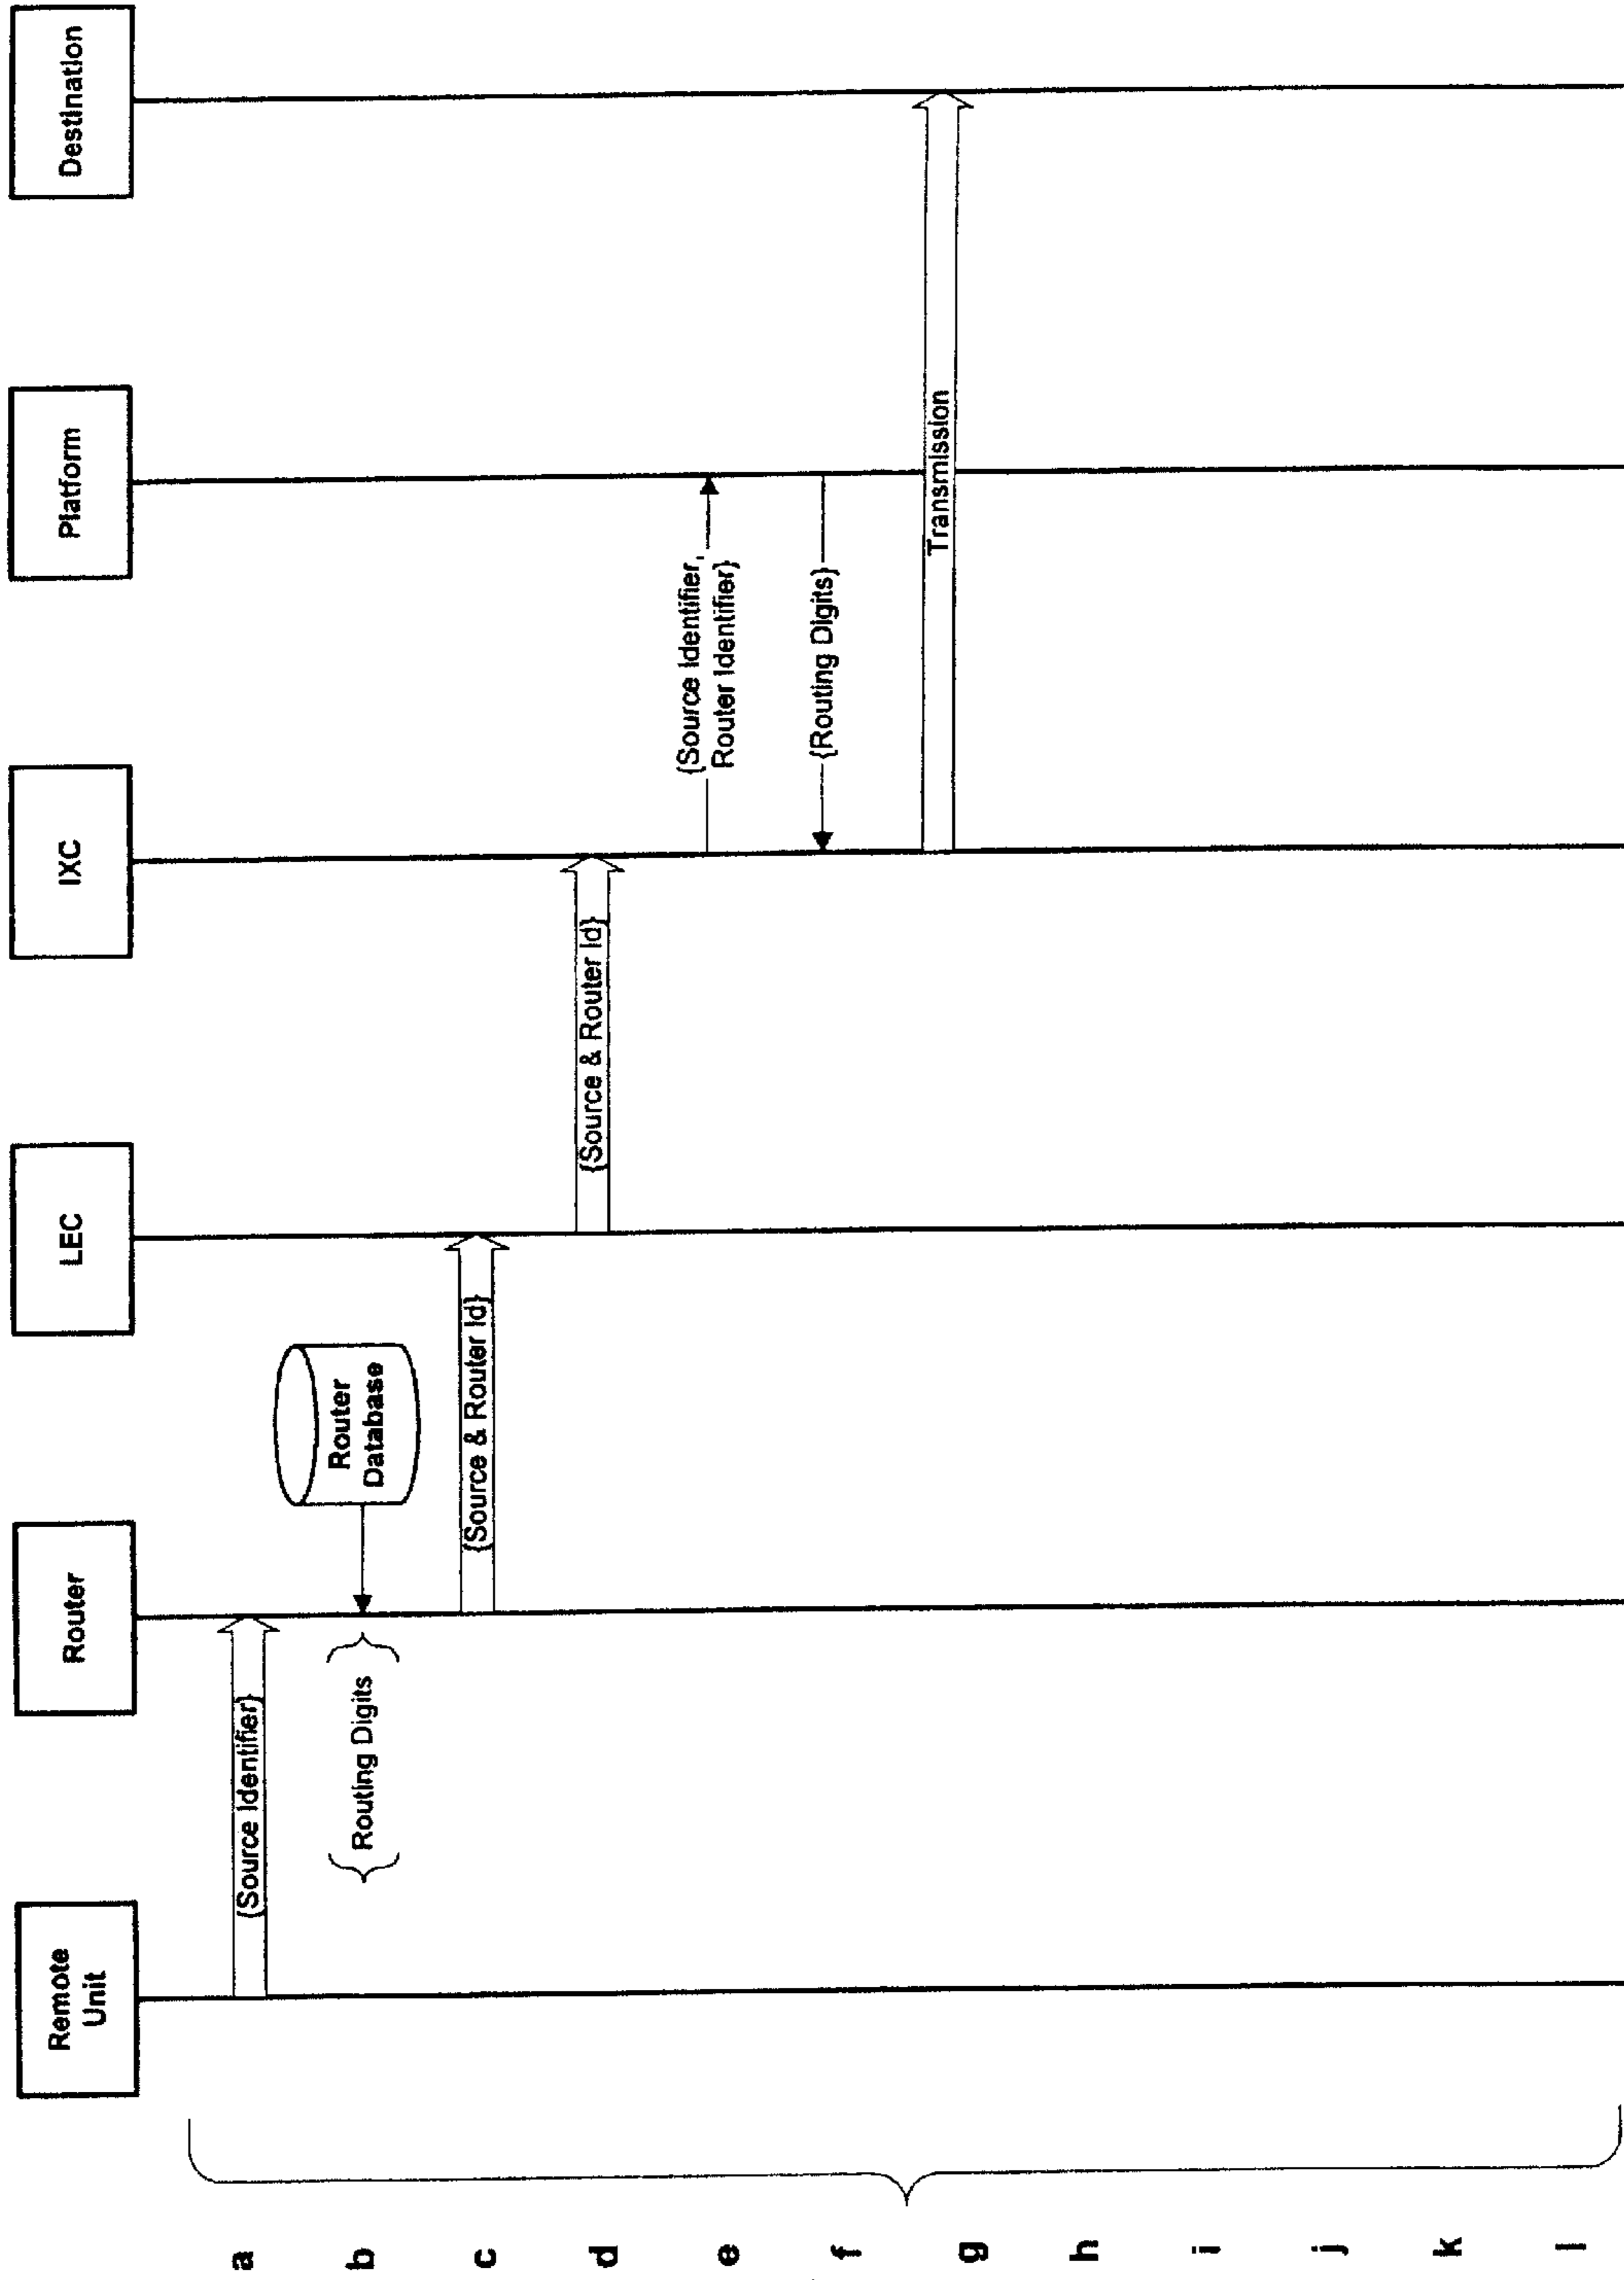 Remote
Unit
Router
LEC
IXC
Platform
Destination
a
{Source Identifier}
b
{Routing Digits}
Router
Database
c
{Source & Router Id}
d
{Source & Router Id}
e
{Source Identifier,
Router Identifier}
f
{Routing Digits}
g
Transmission
h
i
j
k
l